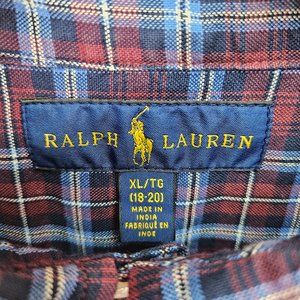 RALPH LAUREN
XL/TG
(18-20)
MADE IN
INDIA
FABRIQUÉ EN
INDE